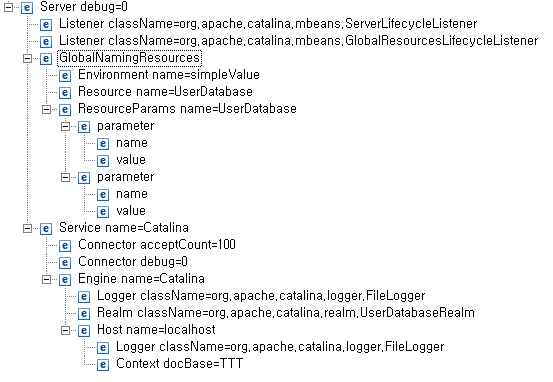 Server debug=0
Listener className=org,apache,catalina,mbeans,ServerLifecycleListener
Listener className=org,apache,catalina,mbeans,GlobalResourcesLifecycleListener
GlobalNamingResources
Environment name=simpleValue
Resource name=UserDatabase
ResourceParams name=UserDatabase
parameter
name
value
parameter
name
value
Service name=Catalina
Connector acceptCount=100
Connector debug=0
Engine name=Catalina
Logger className=org,apache,catalina,logger,FileLogger
Realm className=org,apache,catalina,realm,UserDatabaseRealm
Host name=localhost
Logger className=org,apache,catalina,logger,FileLogger
Context docBase=TTT